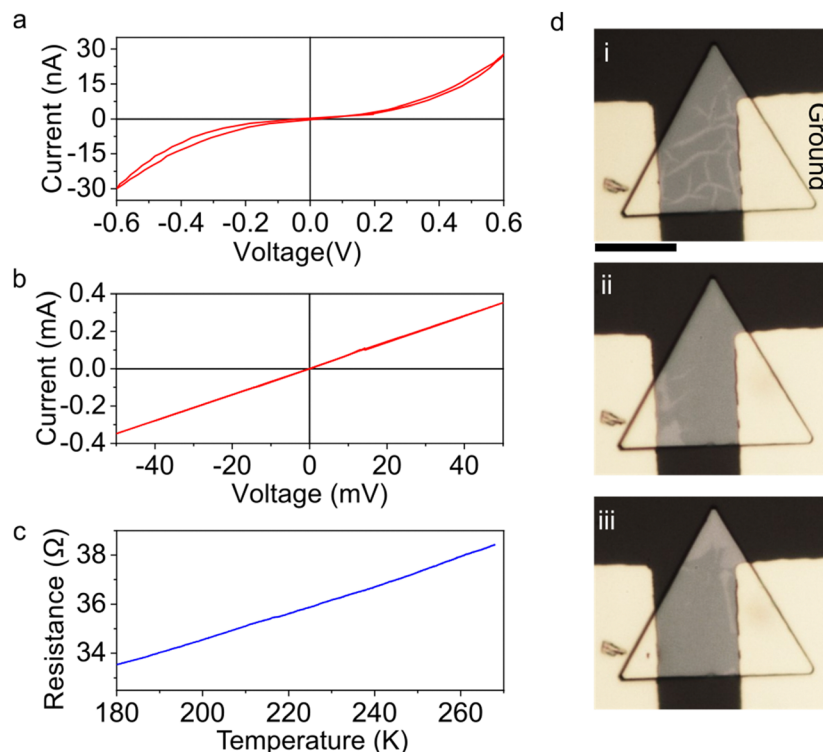 a
Current (nA)
30
15
0
-15
-30
-0.6 -0.4 -0.2 0.0 0.2 0.4 0.6
Voltage(V)
b
Current (mA)
0.4
0.2
0.0
-0.2
-0.4
-40 -20 0 20 40
Voltage (mV)
c
Resistance (Ω)
38
36
34
180 200 220 240 260
Temperature (K)
d
i
Ground
ii
iii